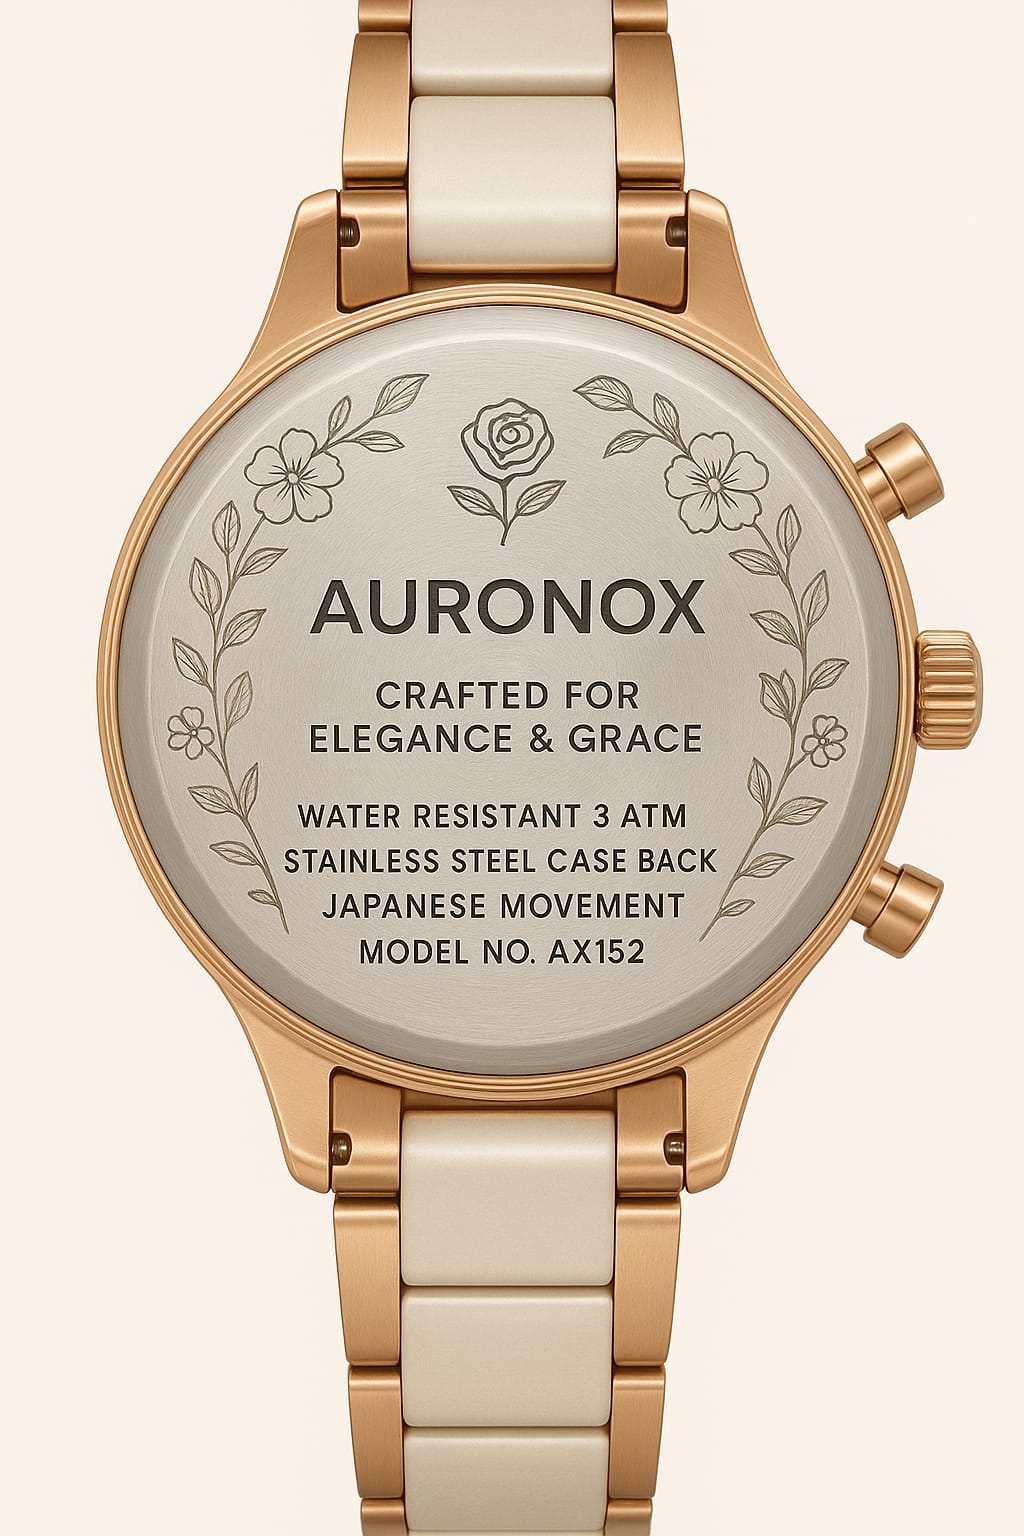 AURONOX
CRAFTED FOR
ELEGANCE & GRACE
WATER RESISTANT 3 ATM
STAINLESS STEEL CASE BACK
JAPANESE MOVEMENT
MODEL NO. AX152